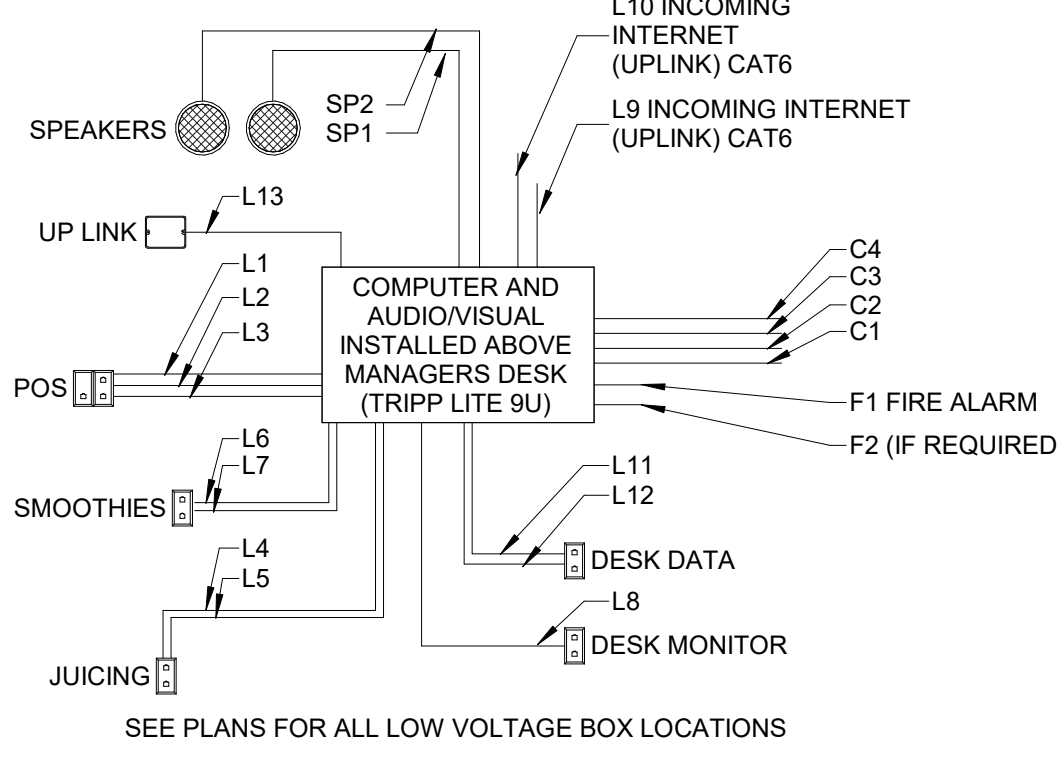 L10 INCOMING
INTERNET
(UPLINK) CAT6
L9 INCOMING INTERNET
(UPLINK) CAT6
SP2
SP1
SPEAKERS
L13
UP LINK
L1
L2
L3
POS
COMPUTER AND
AUDIO/VISUAL
INSTALLED ABOVE
MANAGERS DESK
(TRIPP LITE 9U)
C4
C3
C2
C1
F1 FIRE ALARM
F2 (IF REQUIRED
L6
L7
SMOOTHIES
L11
L12
DESK DATA
L4
L5
L8
DESK MONITOR
JUICING
SEE PLANS FOR ALL LOW VOLTAGE BOX LOCATIONS